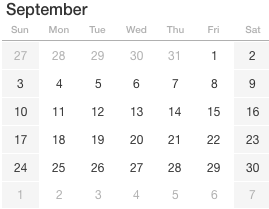 September
Sun Mon Tue Wed Thu Fri Sat
27 28 29 30 31 1 2
3 4 5 6 7 8 9
10 11 12 13 14 15 16
17 18 19 20 21 22 23
24 25 26 27 28 29 30
1 2 3 4 5 6 7